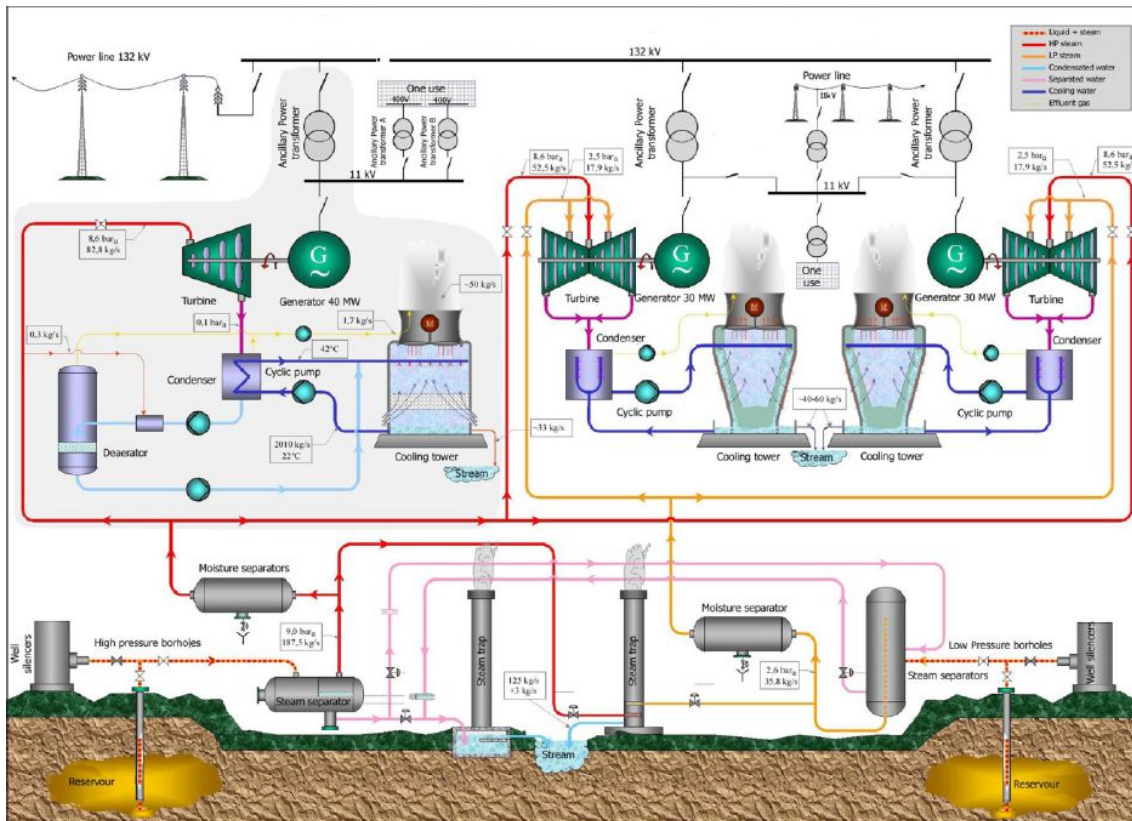 Power line 132 kV
132 kV
Liquid + steam
HP steam
LP steam
Condensated water
Separated water
Cooling water
Effluent gas
One use
400V
400V
Ancillary Power
transformer
Ancillary Power
transformer A
Ancillary Power
transformer B
11 kV
Ancillary Power
transformer
Power line
Ancillary Power
transformer
11 kV
One
use
8,6 barₐ
52,5 kg/s
2,5 barₐ
17,9 kg/s
2,5 barₐ
17,9 kg/s
8,6 barₐ
52,5 kg/s
8,6 barₐ
82,8 kg/s
G
~
Turbine
Generator 40 MW
M
~50 kg/s
1,7 kg/s
0,3 kg/s
0,1 barₐ
42°C
Condenser
Cyclic pump
2010 kg/s
22°C
Deaerator
Cooling tower
~33 kg/s
Stream
G
~
Turbine
Generator 30 MW
Condenser
Cyclic pump
M
Cooling tower
~40-60 kg/s
Stream
G
~
Generator 30 MW
Turbine
M
Condenser
Cyclic pump
Cooling tower
Moisture separators
Well
silencers
High pressure borholes
9,0 barₐ
187,5 kg/s
Steam separator
Steam trap
Steam trap
125 kg/s
+3 kg/s
Stream
Moisture separator
2,6 barₐ
35,8 kg/s
Low Pressure borholes
Steam separators
Well silencers
Reservour
Reservour